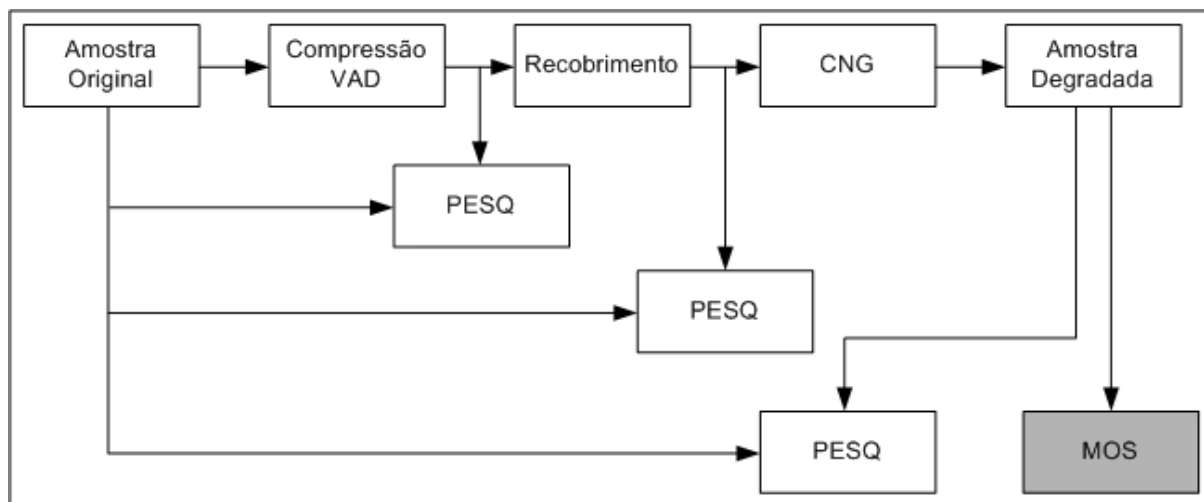 Amostra
Original
Compressão
VAD
Recobrimento
CNG
Amostra
Degradada
PESQ
PESQ
PESQ
MOS